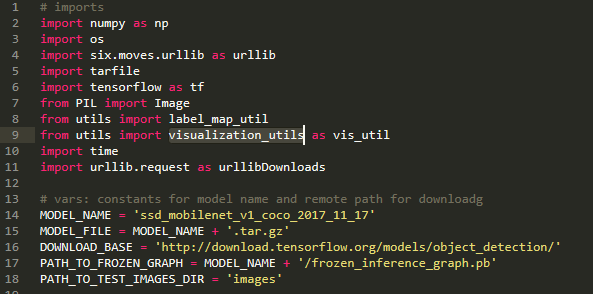 1 # imports
2 import numpy as np
3 import os
4 import six.moves.urllib as urllib
5 import tarfile
6 import tensorflow as tf
7 from PIL import Image
8 from utils import label_map_util
9 from utils import visualization_utils as vis_util
10 import time
11 import urllib.request as urllibDownloads
12
13 # vars: constants for model name and remote path for downloadg
14 MODEL_NAME = 'ssd_mobilenet_v1_coco_2017_11_17'
15 MODEL_FILE = MODEL_NAME + '.tar.gz'
16 DOWNLOAD_BASE = 'http://download.tensorflow.org/models/object_detection/'
17 PATH_TO_FROZEN_GRAPH = MODEL_NAME + '/frozen_inference_graph.pb'
18 PATH_TO_TEST_IMAGES_DIR = 'images'